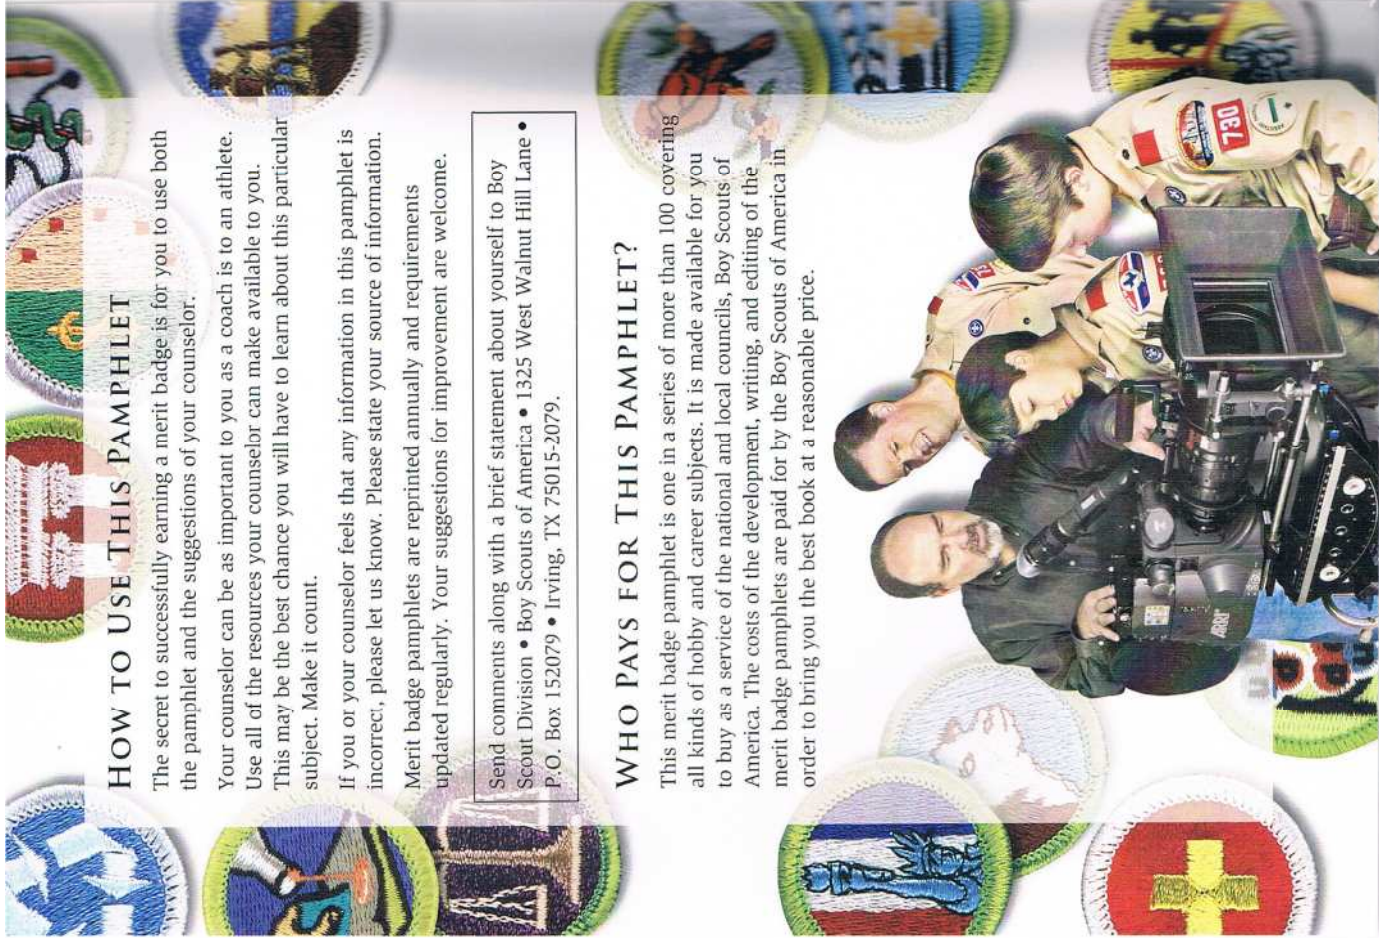 HOW TO USE THIS PAMPHLET
The secret to successfully earning a merit badge is for you to use both
the pamphlet and the suggestions of your counselor.
Your counselor can be as important to you as a coach is to an athlete.
Use all of the resources your counselor can make available to you.
This may be the best chance you will have to learn about this particular
subject. Make it count.
If you or your counselor feels that any information in this pamphlet is
incorrect, please let us know. Please state your source of information.
Merit badge pamphlets are reprinted annually and requirements
updated regularly. Your suggestions for improvement are welcome.
Send comments along with a brief statement about yourself to Boy
Scout Division • Boy Scouts of America • 1325 West Walnut Hill Lane •
P.O. Box 152079 • Irving, TX 75015-2079.
WHO PAYS FOR THIS PAMPHLET?
This merit badge pamphlet is one in a series of more than 100 covering
all kinds of hobby and career subjects. It is made available for you
to buy as a service of the national and local councils, Boy Scouts of
America. The costs of the development, writing, and editing of the
merit badge pamphlets are paid for by the Boy Scouts of America in
order to bring you the best book at a reasonable price.
730
ARRI